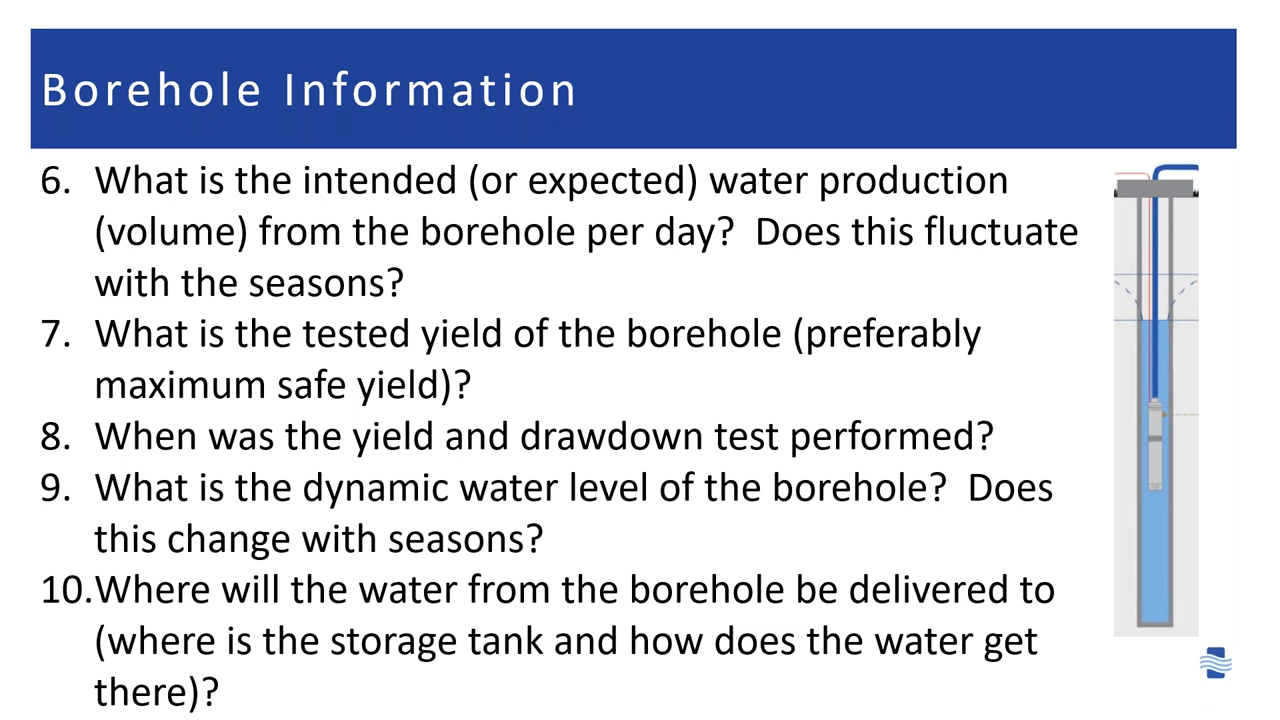 Borehole Information
6. What is the intended (or expected) water production
(volume) from the borehole per day?  Does this fluctuate
with the seasons?
7. What is the tested yield of the borehole (preferably
maximum safe yield)?
8. When was the yield and drawdown test performed?
9. What is the dynamic water level of the borehole?  Does
this change with seasons?
10.Where will the water from the borehole be delivered to
(where is the storage tank and how does the water get
there)?